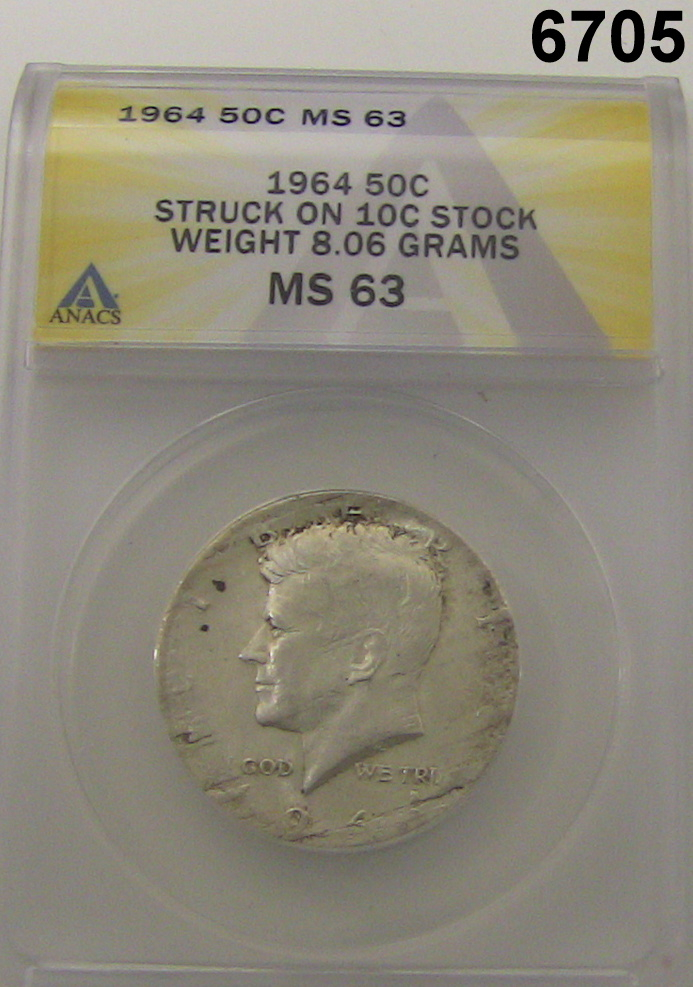 6705
1964 50C MS 63
1964 50C
STRUCK ON 10C STOCK
WEIGHT 8.06 GRAMS
MS 63
ANACS
GOD WE TRU